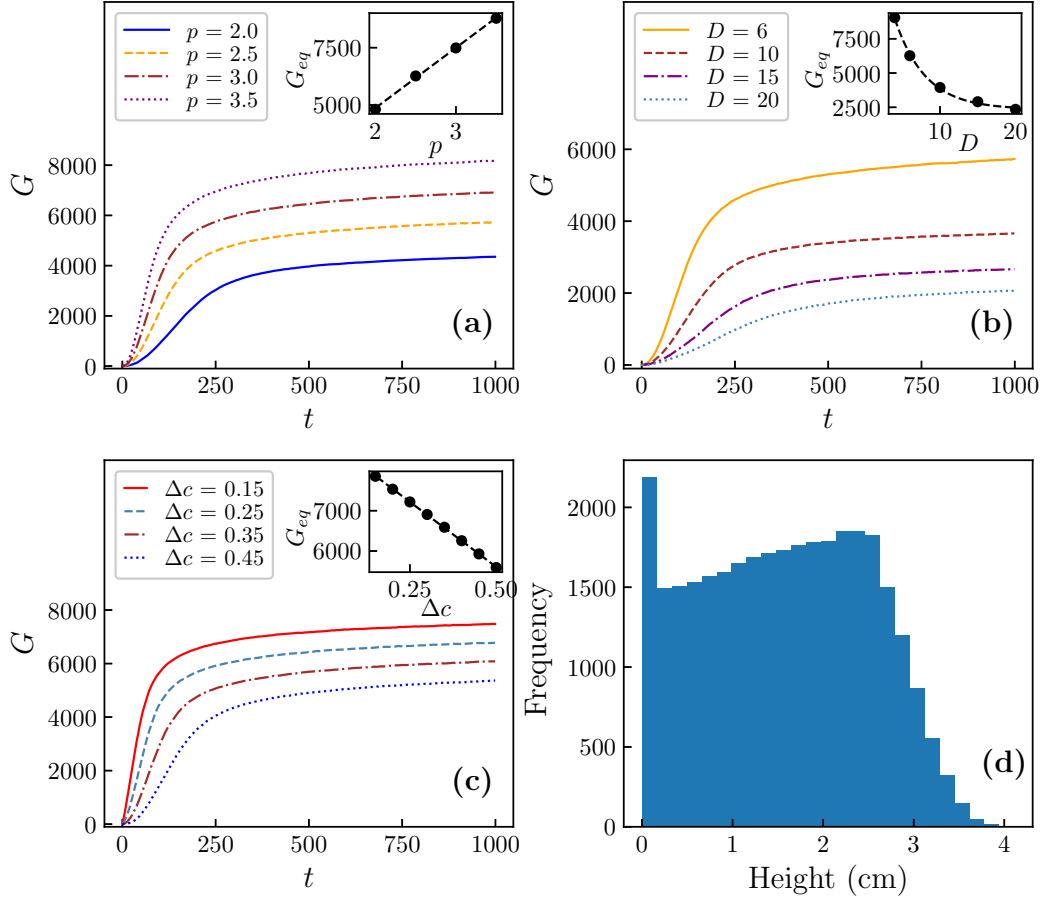 p = 2.0
p = 2.5
p = 3.0
p = 3.5
G_eq
7500
5000
2 3
p
G
8000
6000
4000
2000
0
0 250 500 750 1000
t
(a)
D = 6
D = 10
D = 15
D = 20
G_eq
7500
5000
2500
10 20
D
G
6000
4000
2000
0
0 250 500 750 1000
t
(b)
Δc = 0.15
Δc = 0.25
Δc = 0.35
Δc = 0.45
G_eq
7000
6000
0.25 0.50
Δc
G
8000
6000
4000
2000
0
0 250 500 750 1000
t
(c)
Frequency
2000
1500
1000
500
0
0 1 2 3 4
Height (cm)
(d)